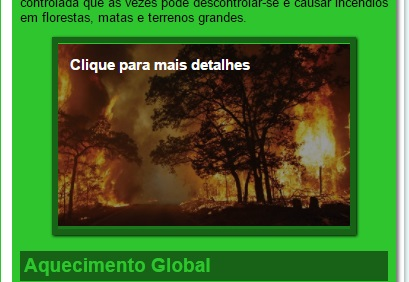 controlada que às vezes pode descontrolar-se e causar incêndios
em florestas, matas e terrenos grandes.
Clique para mais detalhes
Aquecimento Global